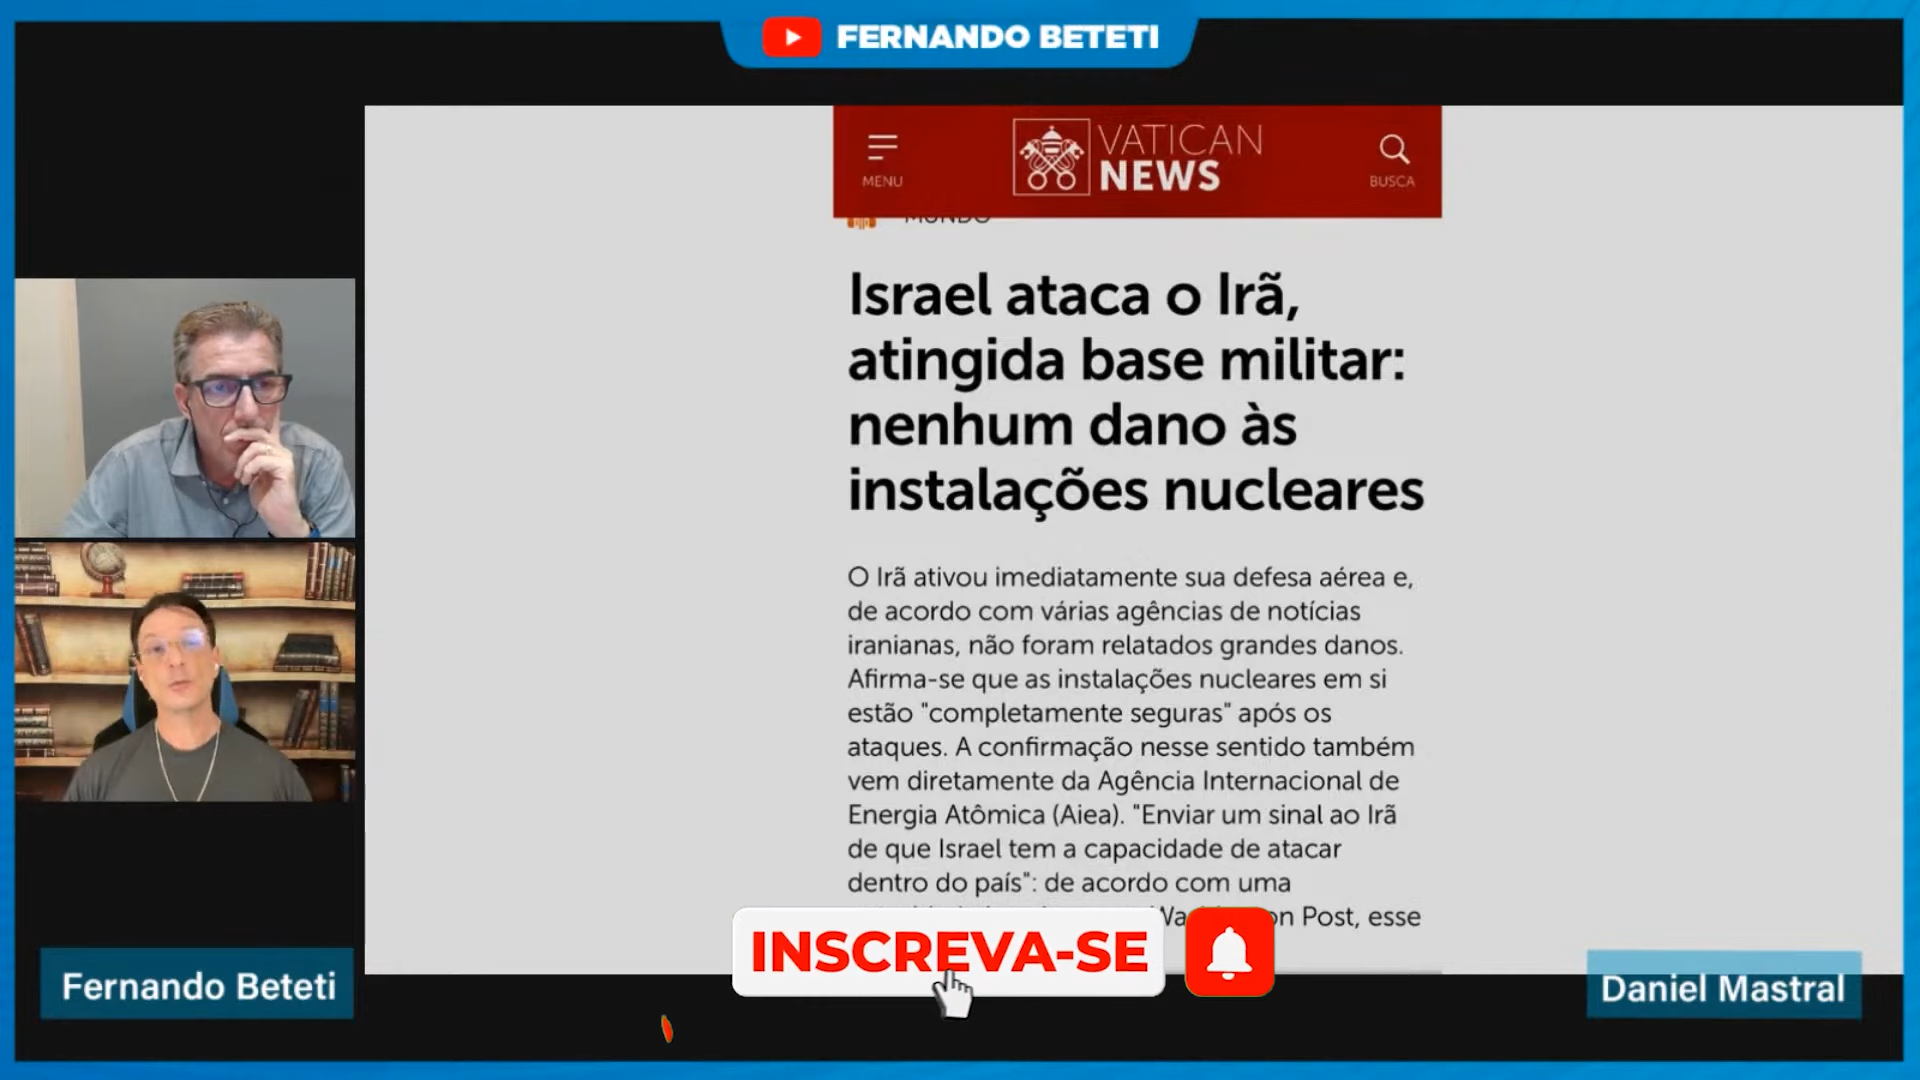 FERNANDO BETETI
VATICAN
NEWS
MENU
BUSCA
MUNDO
Israel ataca o Irã,
atingida base militar:
nenhum dano às
instalações nucleares
O Irã ativou imediatamente sua defesa aérea e,
de acordo com várias agências de notícias
iranianas, não foram relatados grandes danos.
Afirma-se que as instalações nucleares em si
estão "completamente seguras" após os
ataques. A confirmação nesse sentido também
vem diretamente da Agência Internacional de
Energia Atômica (Aiea). "Enviar um sinal ao Irã
de que Israel tem a capacidade de atacar
dentro do país": de acordo com uma
Post, esse
INSCREVA-SE
Fernando Beteti
Daniel Mastral